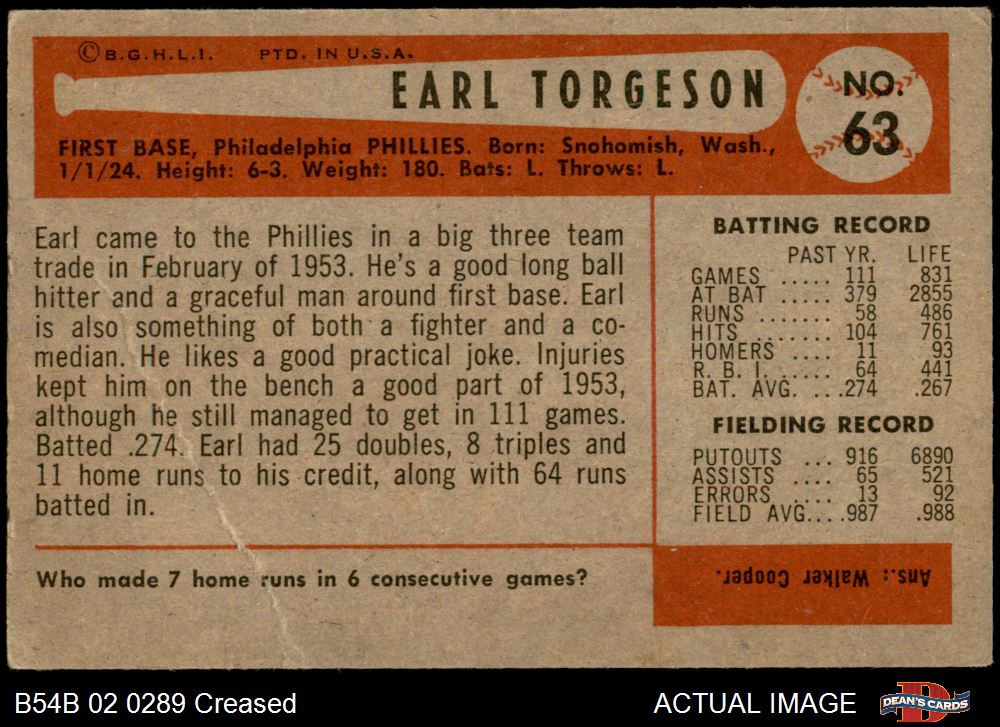 © B.G.H.L.I. PTD. IN U.S.A.
EARL TORGESON
NO.
63
FIRST BASE, Philadelphia PHILLIES. Born: Snohomish, Wash.,
1/1/24. Height: 6-3. Weight: 180. Bats: L. Throws: L.
Earl came to the Phillies in a big three team
trade in February of 1953. He's a good long ball
hitter and a graceful man around first base. Earl
is also something of both a fighter and a co-
median. He likes a good practical joke. Injuries
kept him on the bench a good part of 1953,
although he still managed to get in 111 games.
Batted .274. Earl had 25 doubles, 8 triples and
11 home runs to his credit, along with 64 runs
batted in.
BATTING RECORD
PAST YR. LIFE
GAMES ..... 111 831
AT BAT ..... 379 2855
RUNS ....... 58 486
HITS ........ 104 761
HOMERS .... 11 93
R. B. I. ...... 64 441
BAT. AVG. ... .274 .267
FIELDING RECORD
PUTOUTS ... 916 6890
ASSISTS .... 65 521
ERRORS .... 13 92
FIELD AVG.... .987 .988
Who made 7 home runs in 6 consecutive games?
Ans.: Walker Cooper.
B54B 02 0289 Creased
ACTUAL IMAGE
D
DEAN'S CARDS